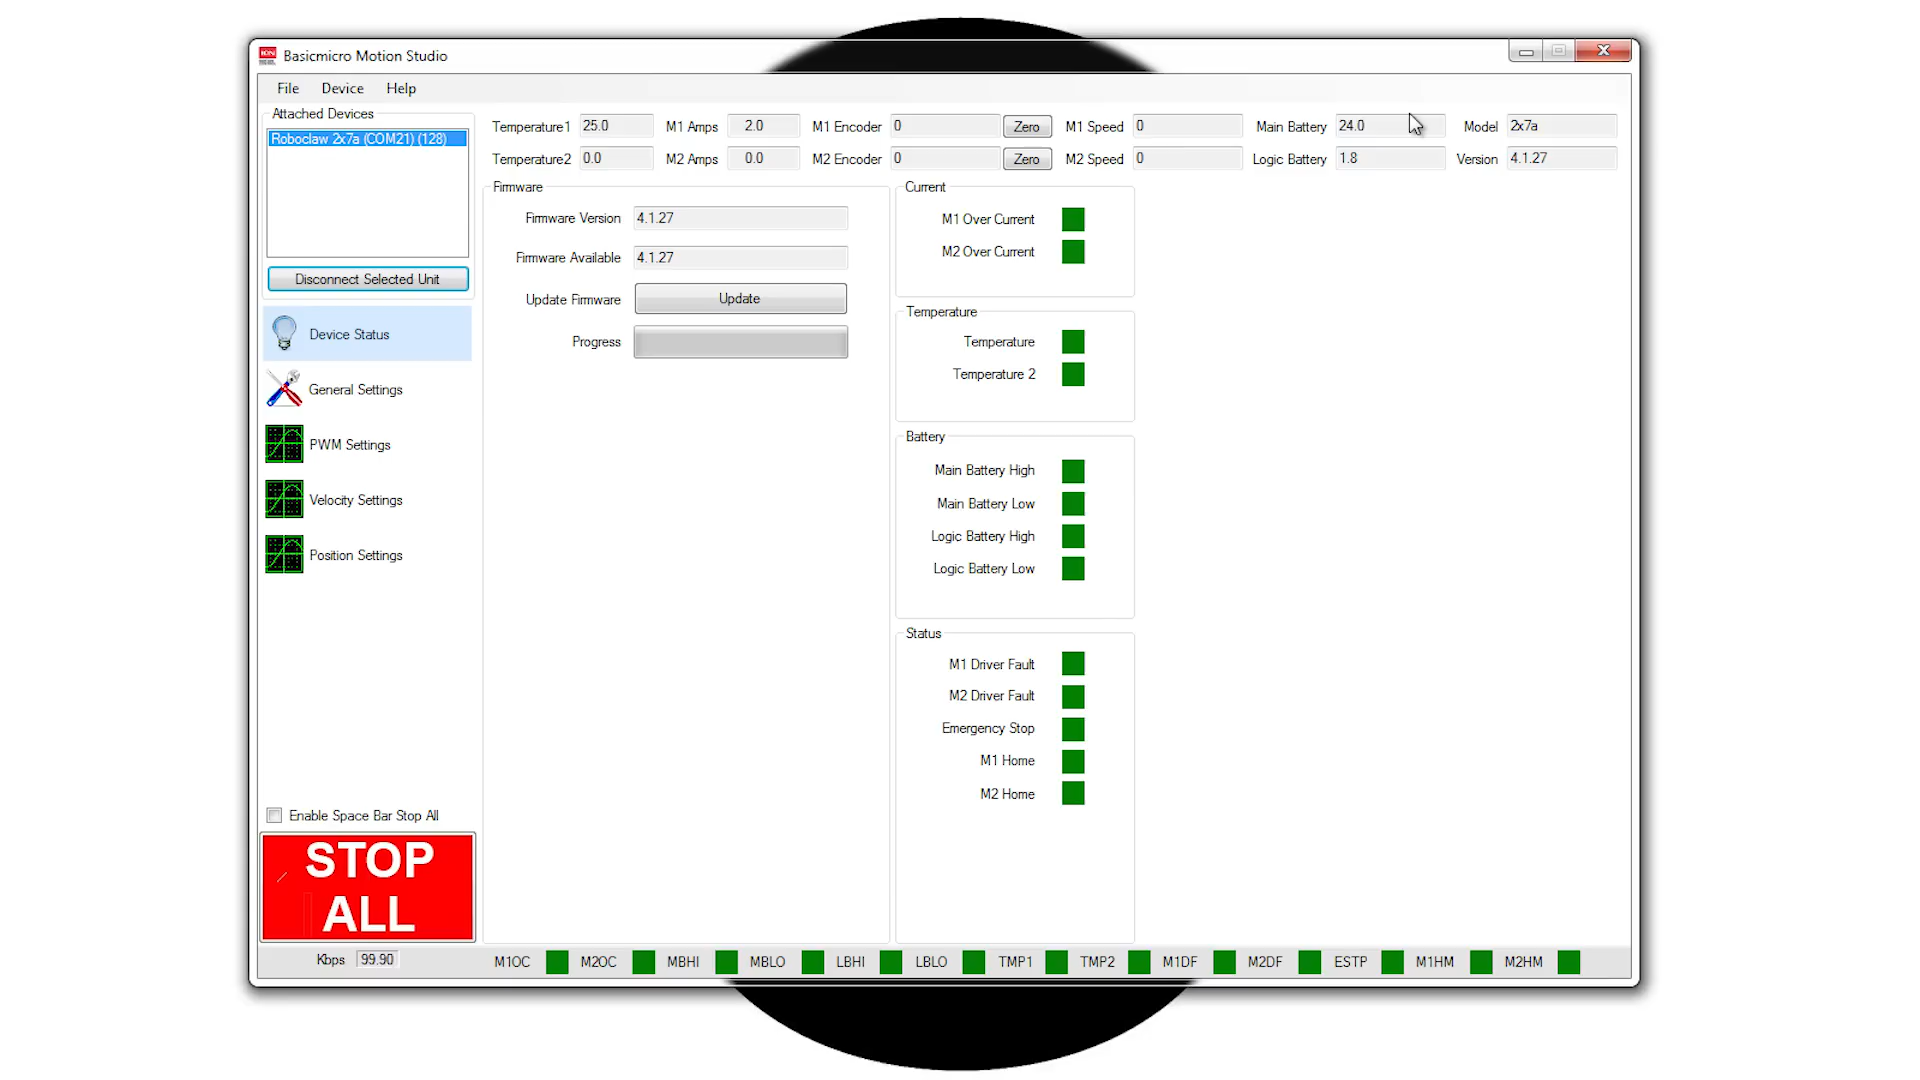 Basicmicro Motion Studio
File Device Help
Attached Devices
Roboclaw 2x7a (COM21) (128)
Disconnect Selected Unit
Device Status
General Settings
PWM Settings
Velocity Settings
Position Settings
Enable Space Bar Stop All
STOP
ALL
Temperature1 25.0 M1 Amps 2.0 M1 Encoder 0 Zero M1 Speed 0 Main Battery 24.0 Model 2x7a
Temperature2 0.0 M2 Amps 0.0 M2 Encoder 0 Zero M2 Speed 0 Logic Battery 1.8 Version 4.1.27
Firmware
Firmware Version 4.1.27
Firmware Available 4.1.27
Update Firmware Update
Progress
Current
M1 Over Current
M2 Over Current
Temperature
Temperature
Temperature 2
Battery
Main Battery High
Main Battery Low
Logic Battery High
Logic Battery Low
Status
M1 Driver Fault
M2 Driver Fault
Emergency Stop
M1 Home
M2 Home
Kbps 99.90 M1OC M2OC MBHI MBLO LBHI LBLO TMP1 TMP2 M1DF M2DF ESTP M1HM M2HM